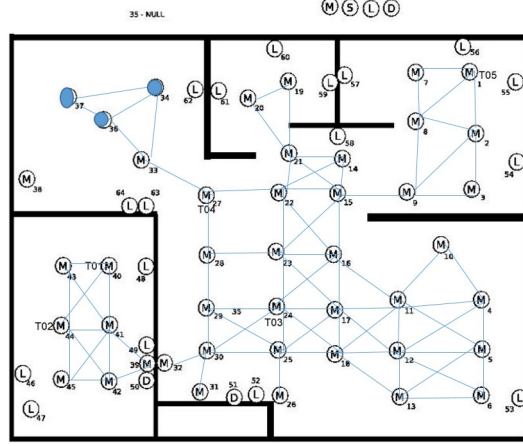 35 - NULL
M S L D
L 60
L 56
37
34
36
M 33
L 62
L 61
M 20
M 19
L 59
L 57
L 58
M 7
M 1
T05
L 55
M 8
M 2
L 54
M 21
M 14
M 38
64 63
L L
M 27
T04
M 22
M 15
M 9
M 3
M 28
M 23
M 16
M 10
M 43
T01
M 40
L 48
M 29
35
M 24
T03
M 17
M 11
M 4
T02
M 44
M 41
L 49
39 M
M 32
M 30
M 25
M 18
M 12
M 5
L 46
M 45
M 42
50 D
M 31
51
D
52
L
M 26
M 13
M 6
L 53
L 47